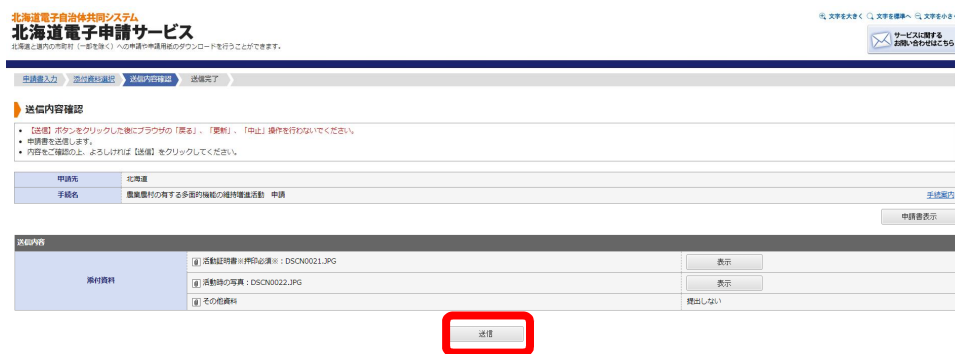 北海道電子自治体共同システム
北海道電子申請サービス
北海道と道内の市町村（一部を除く）への申請や申請用紙のダウンロードを行うことができます。
文字を大きく 文字を標準へ 文字を小さく
サービスに関する
お問い合わせはこちら
申請書入力 添付資料選択 送信内容確認 送信完了
送信内容確認
• 【送信】ボタンをクリックした後にブラウザの「戻る」、「更新」、「中止」操作を行わないでください。
• 申請書を送信します。
• 内容をご確認の上、よろしければ【送信】をクリックしてください。
申請先 北海道
手続名 農業農村の有する多面的機能の維持増進活動 申請 手続案内
申請書表示
送信内容
添付資料
活動証明書※押印必須※：DSCN0021.JPG 表示
活動時の写真：DSCN0022.JPG 表示
その他資料 提出しない
送信